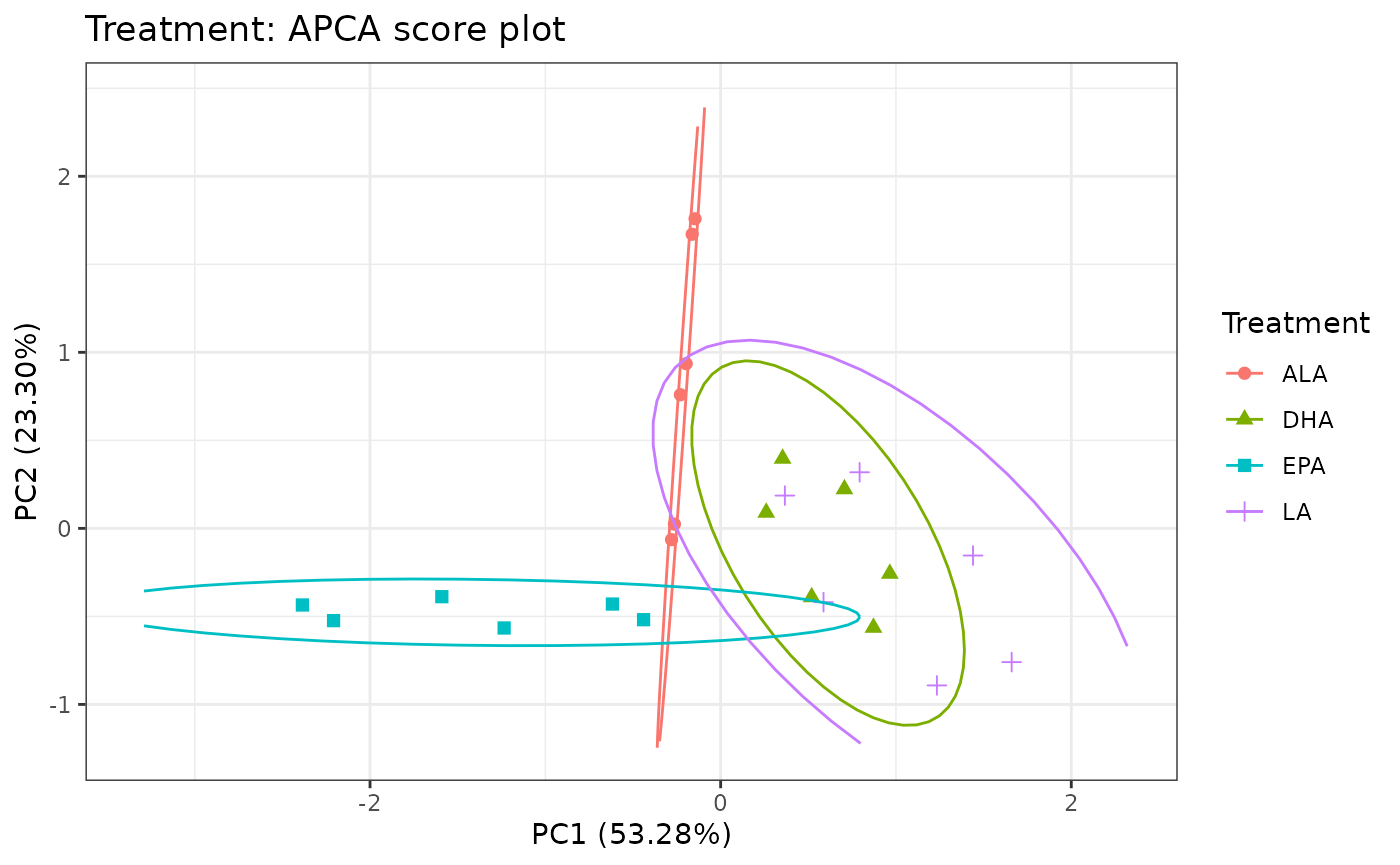 Treatment: APCA score plot
PC2 (23.30%)
2
1
0
-1
-2
0
2
PC1 (53.28%)
Treatment
ALA
DHA
EPA
LA